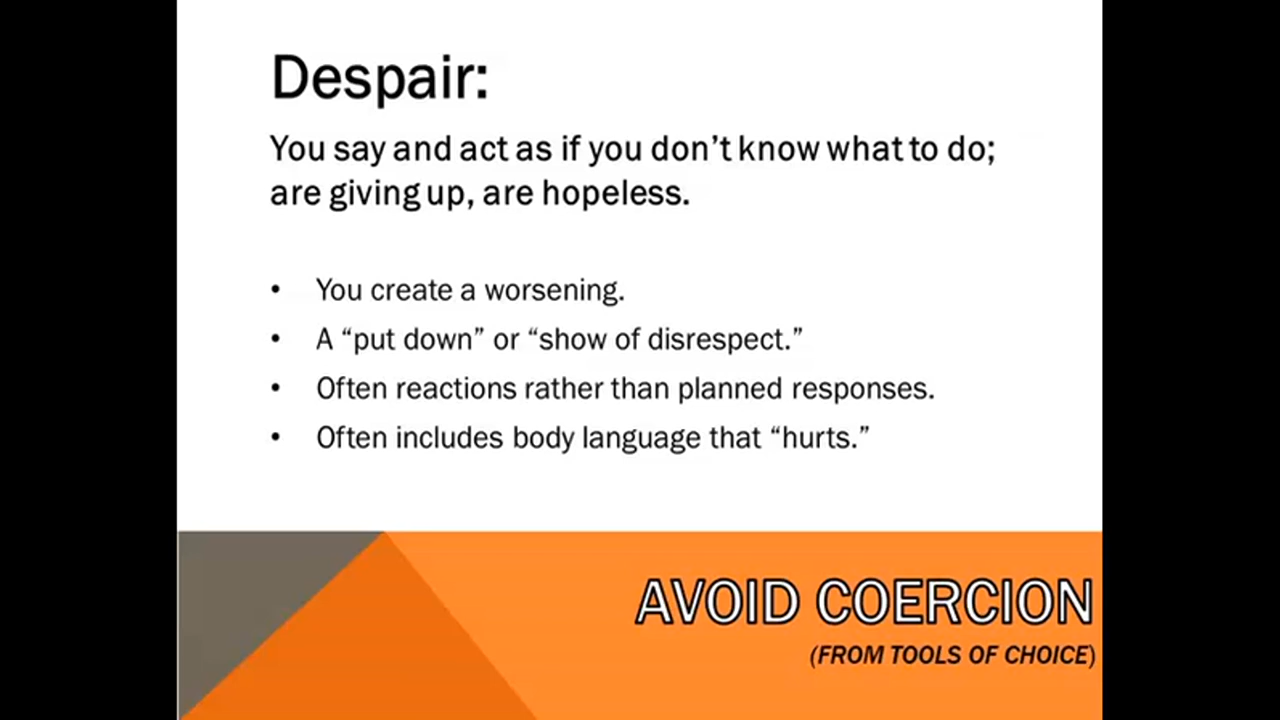 Despair:
You say and act as if you don’t know what to do;
are giving up, are hopeless.
• You create a worsening.
• A “put down” or “show of disrespect.”
• Often reactions rather than planned responses.
• Often includes body language that “hurts.”
AVOID COERCION
(FROM TOOLS OF CHOICE)